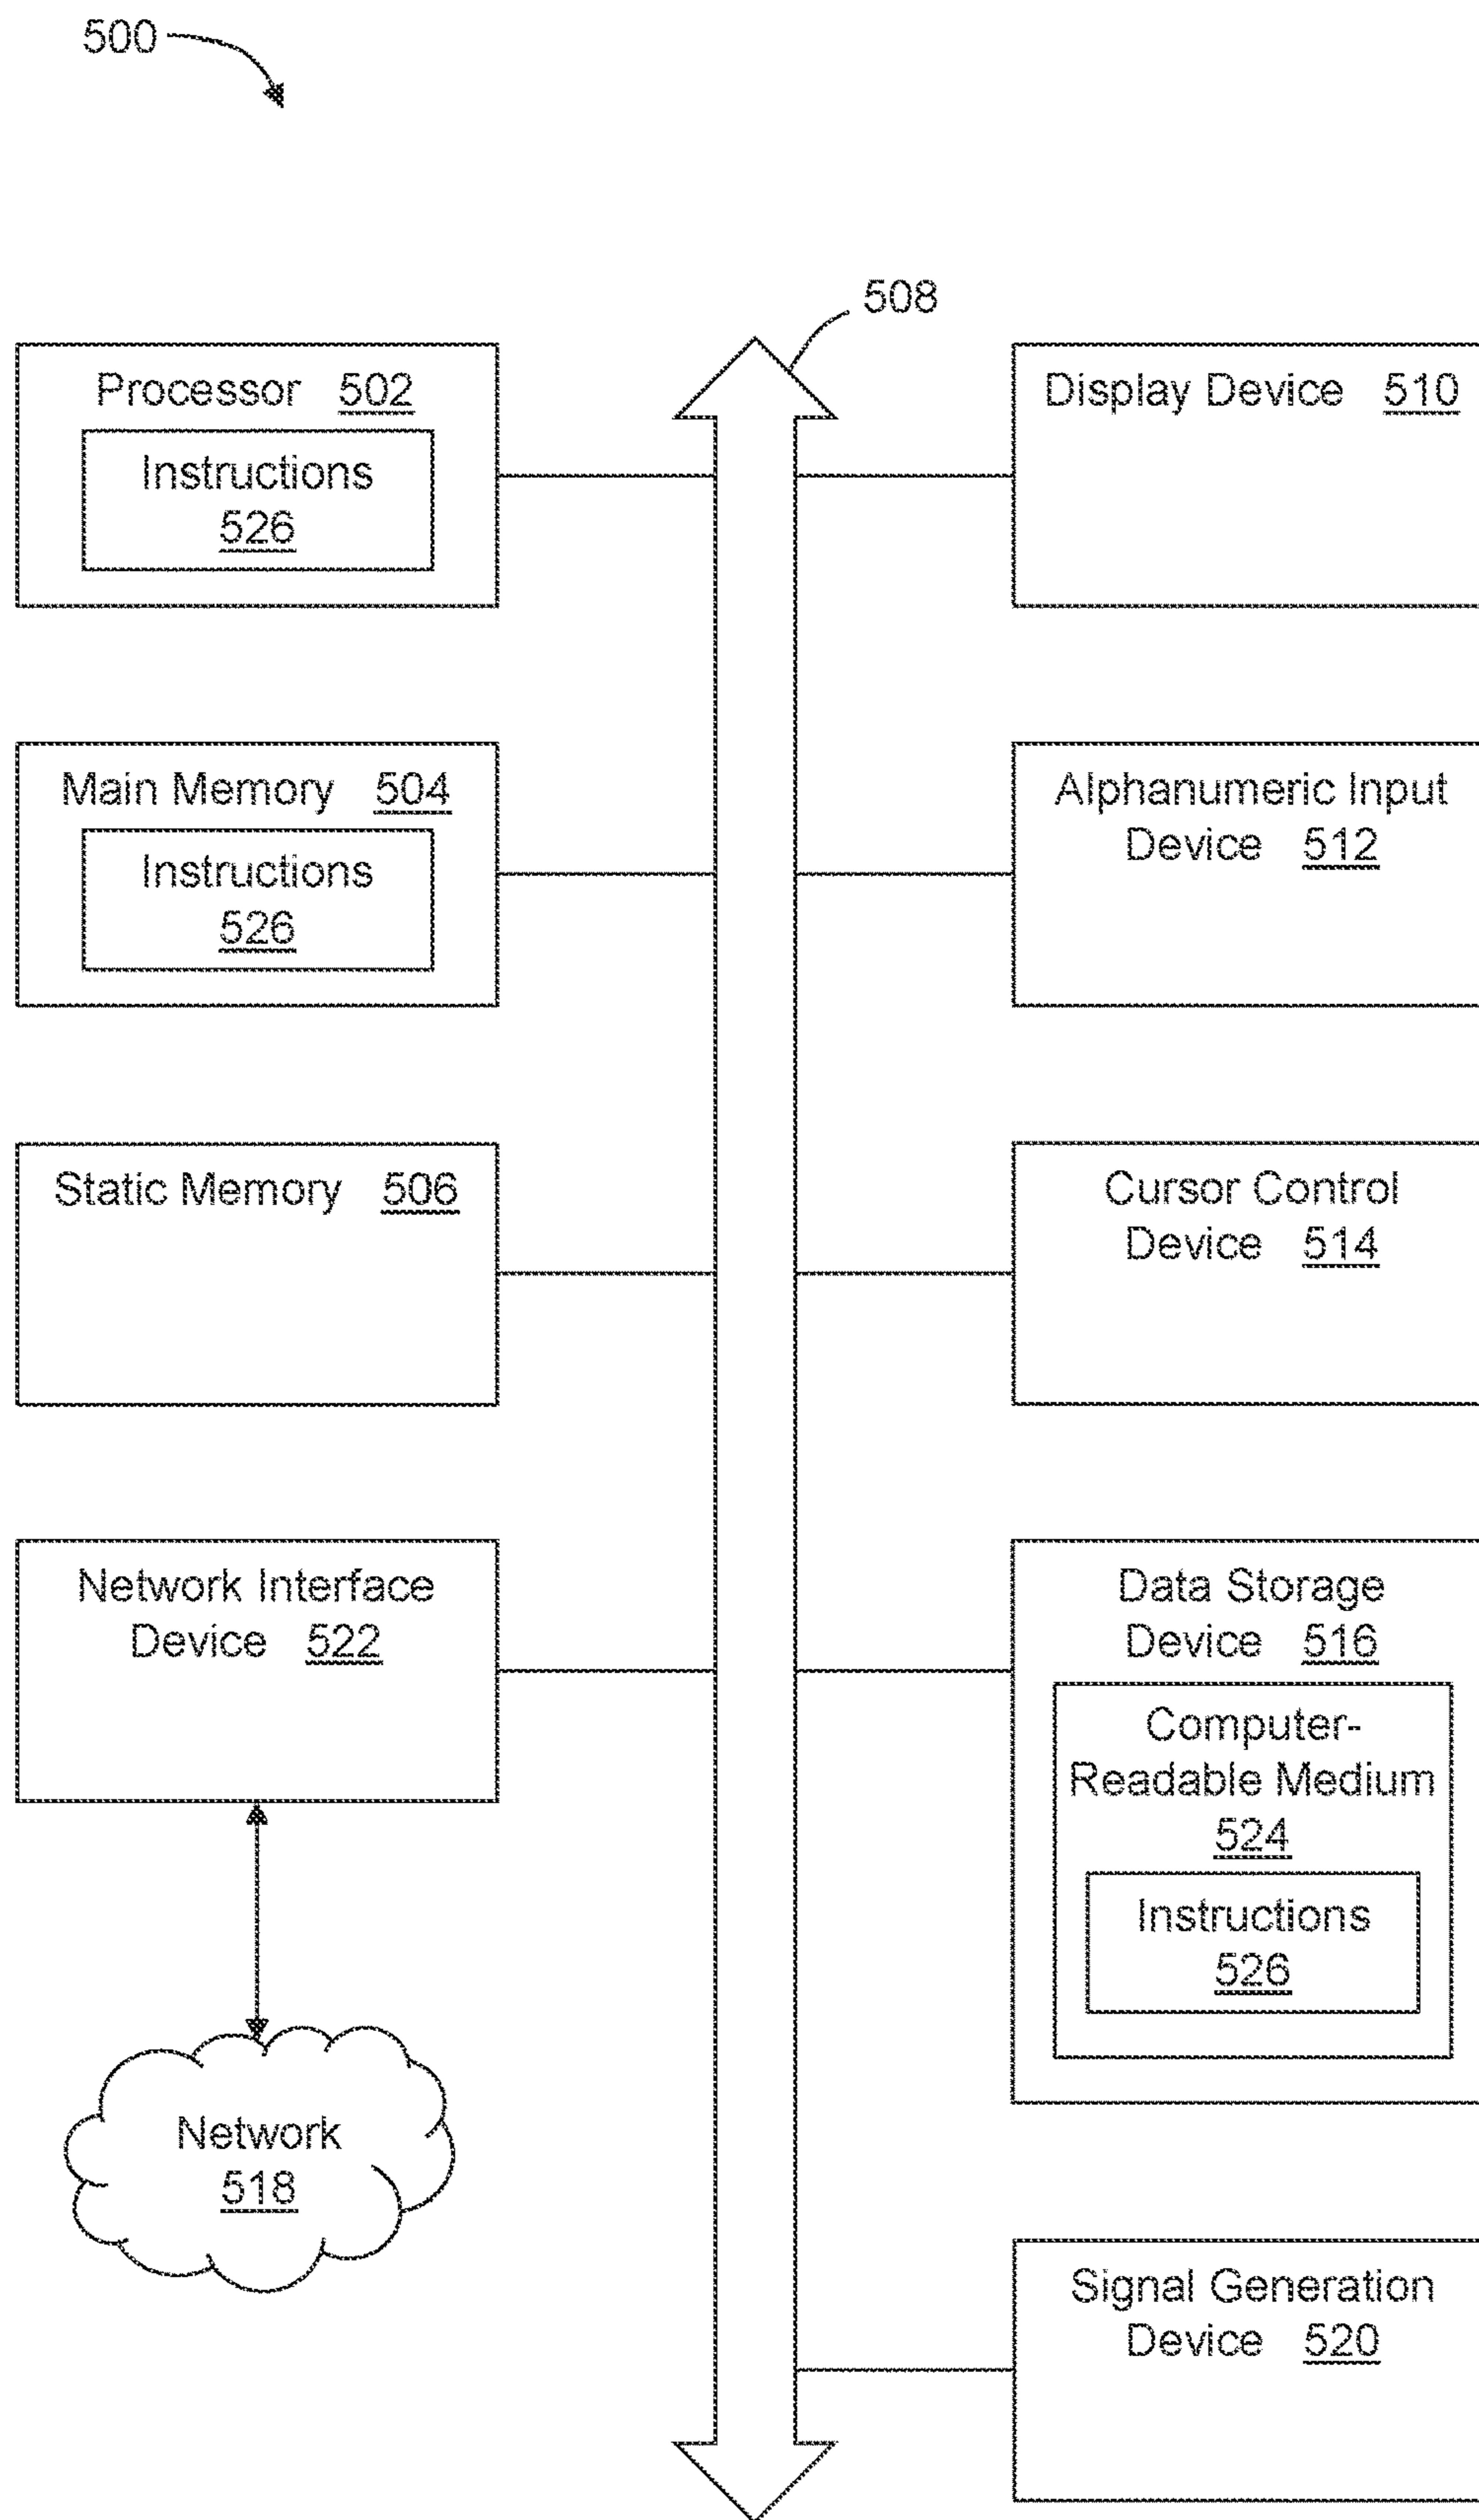 500
508
Processor 502
Instructions
526
Display Device 510
Main Memory 504
Instructions
526
Alphanumeric Input
Device 512
Static Memory 506
Cursor Control
Device 514
Network Interface
Device 522
Data Storage
Device 516
Computer-
Readable Medium
524
Instructions
526
Network
518
Signal Generation
Device 520